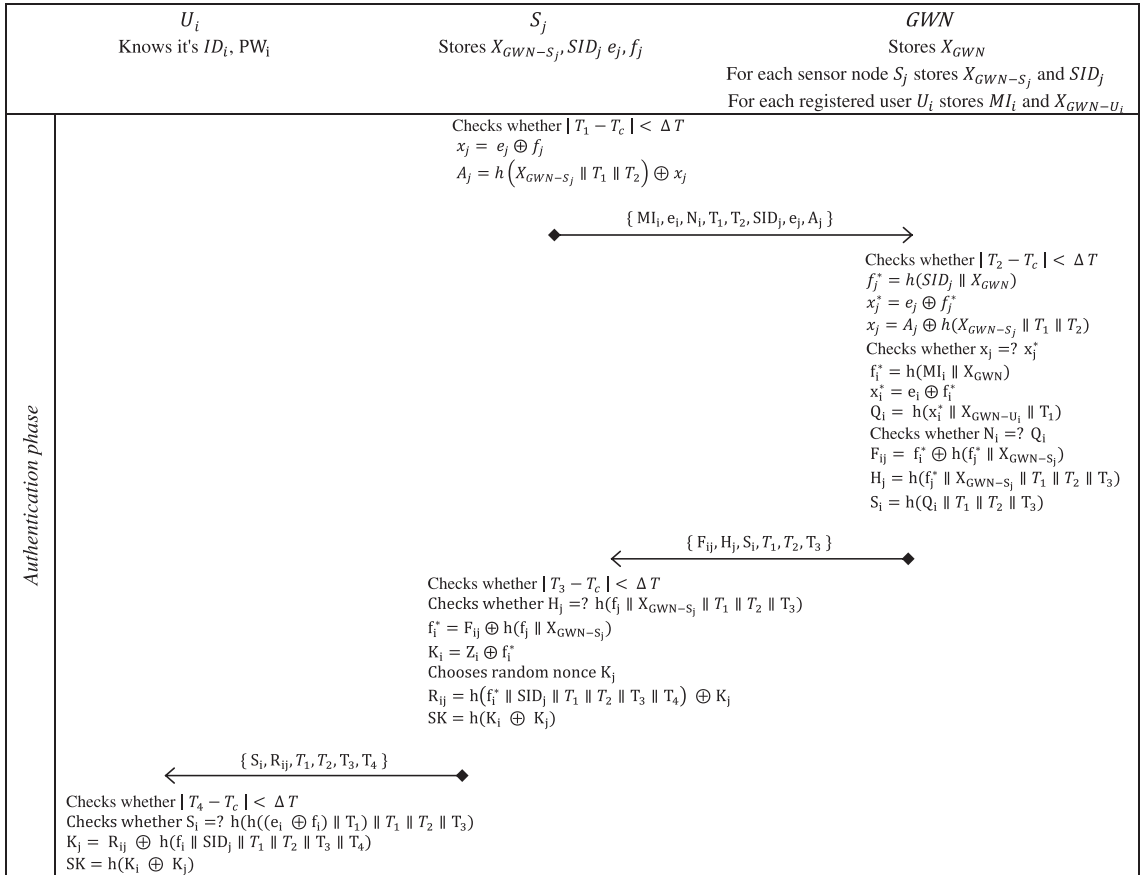 U_i
Knows it's ID_i, PW_i
S_j
Stores X_{GWN−S_j}, SID_j e_j, f_j
GWN
Stores X_{GWN}
For each sensor node S_j stores X_{GWN−S_j} and SID_j
For each registered user U_i stores MI_i and X_{GWN−U_i}
Authentication phase
Checks whether | T_1 − T_c | < Δ T
x_j = e_j ⊕ f_j
A_j = h(X_{GWN−S_j} ∥ T_1 ∥ T_2) ⊕ x_j
{ MI_i, e_i, N_i, T_1, T_2, SID_j, e_j, A_j }
Checks whether | T_2 − T_c | < Δ T
f_j^* = h(SID_j ∥ X_{GWN})
x_j^* = e_j ⊕ f_j^*
x_j = A_j ⊕ h(X_{GWN−S_j} ∥ T_1 ∥ T_2)
Checks whether x_j =? x_j^*
f_i^* = h(MI_i ∥ X_{GWN})
x_i^* = e_i ⊕ f_i^*
Q_i = h(x_i^* ∥ X_{GWN−U_i} ∥ T_1)
Checks whether N_i =? Q_i
F_{ij} = f_i^* ⊕ h(f_j^* ∥ X_{GWN−S_j})
H_j = h(f_j^* ∥ X_{GWN−S_j} ∥ T_1 ∥ T_2 ∥ T_3)
S_i = h(Q_i ∥ T_1 ∥ T_2 ∥ T_3)
{ F_{ij}, H_j, S_i, T_1, T_2, T_3 }
Checks whether | T_3 − T_c | < Δ T
Checks whether H_j =? h(f_j ∥ X_{GWN−S_j} ∥ T_1 ∥ T_2 ∥ T_3)
f_i^* = F_{ij} ⊕ h(f_j ∥ X_{GWN−S_j})
K_i = Z_i ⊕ f_i^*
Chooses random nonce K_j
R_{ij} = h(f_i^* ∥ SID_j ∥ T_1 ∥ T_2 ∥ T_3 ∥ T_4) ⊕ K_j
SK = h(K_i ⊕ K_j)
{ S_i, R_{ij}, T_1, T_2, T_3, T_4 }
Checks whether | T_4 − T_c | < Δ T
Checks whether S_i =? h(h((e_i ⊕ f_i) ∥ T_1) ∥ T_1 ∥ T_2 ∥ T_3)
K_j = R_{ij} ⊕ h(f_i ∥ SID_j ∥ T_1 ∥ T_2 ∥ T_3 ∥ T_4)
SK = h(K_i ⊕ K_j)